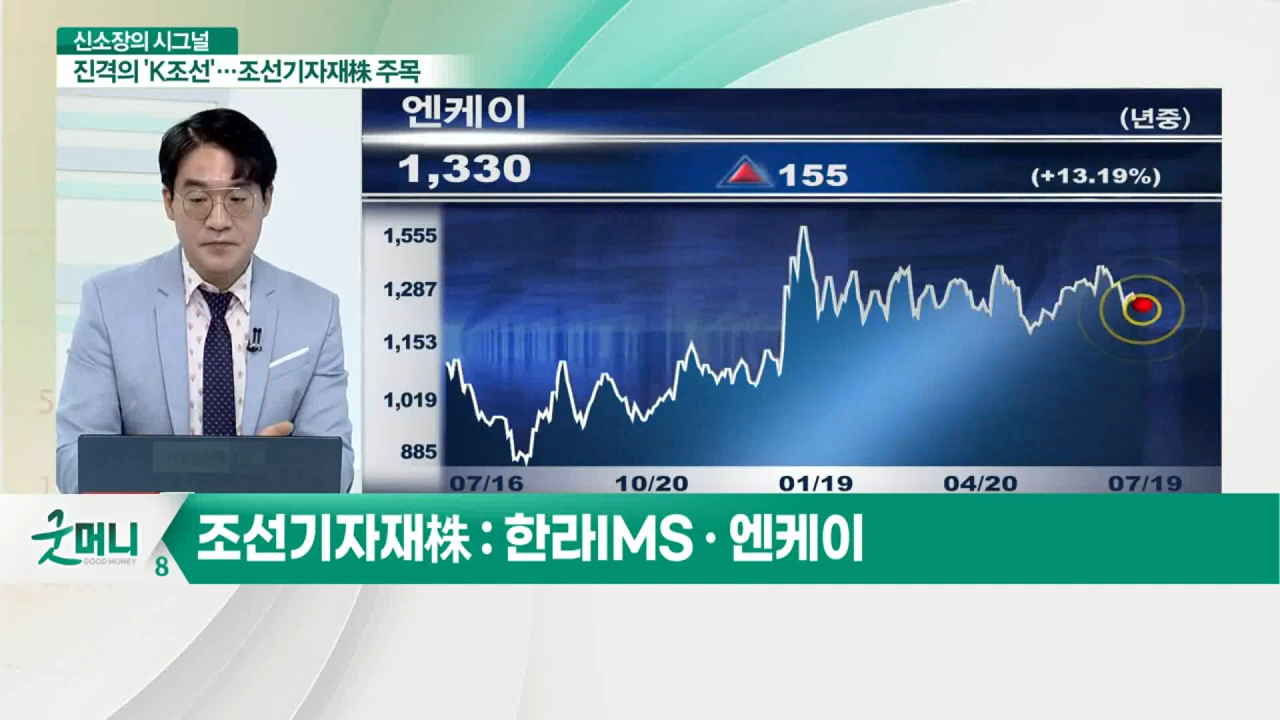 신소장의 시그널
진격의 'K조선'…조선기자재株 주목
엔케이
(년중)
1,330
155
(+13.19%)
1,555
1,287
1,153
1,019
885
07/16
10/20
01/19
04/20
07/19
굿머니
GOOD MONEY
8
조선기자재株 : 한라IMS · 엔케이